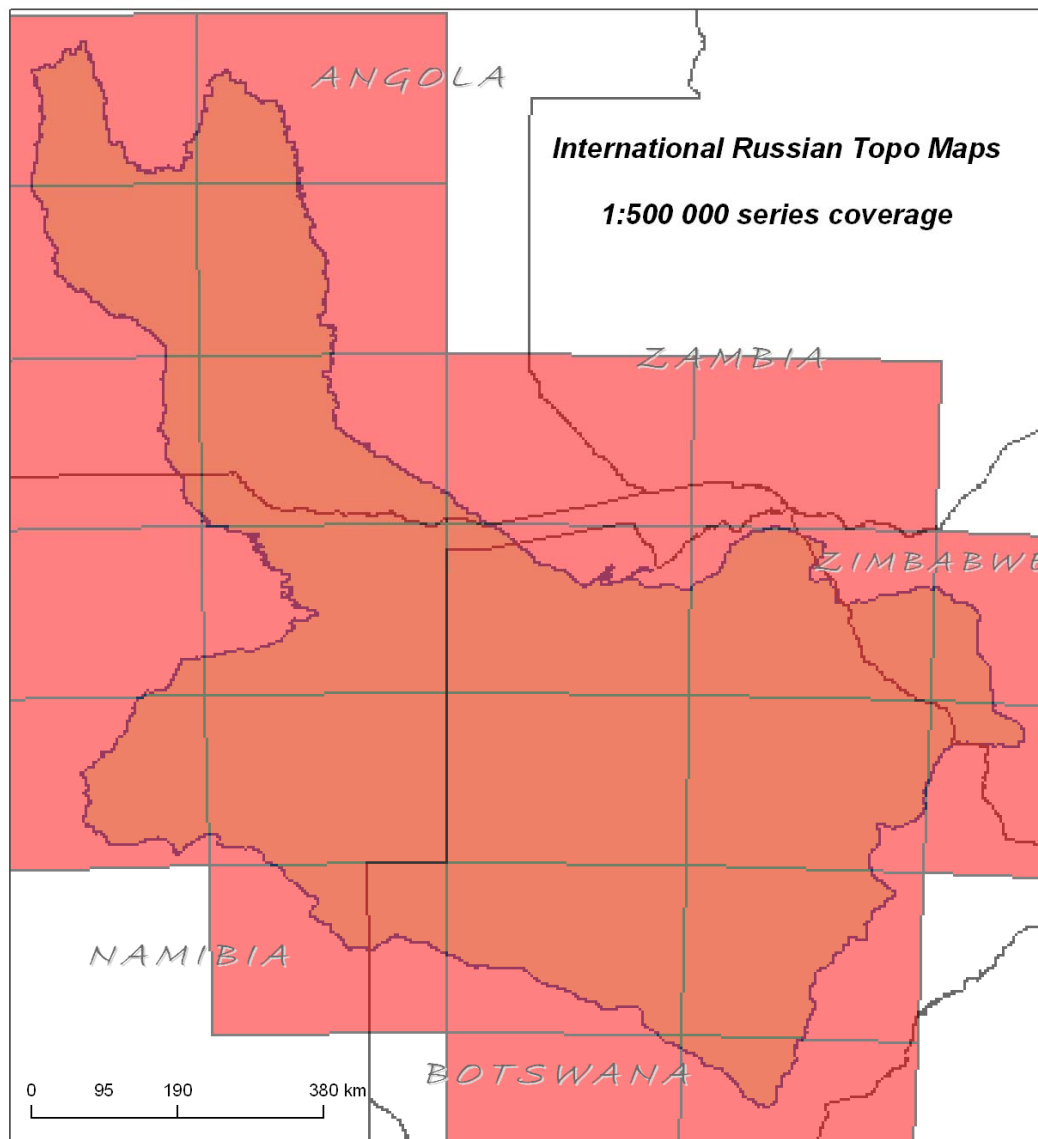 ANGOLA
International Russian Topo Maps
1:500 000 series coverage
ZAMBIA
ZIMBABWE
NAMIBIA
BOTSWANA
0 95 190 380 km